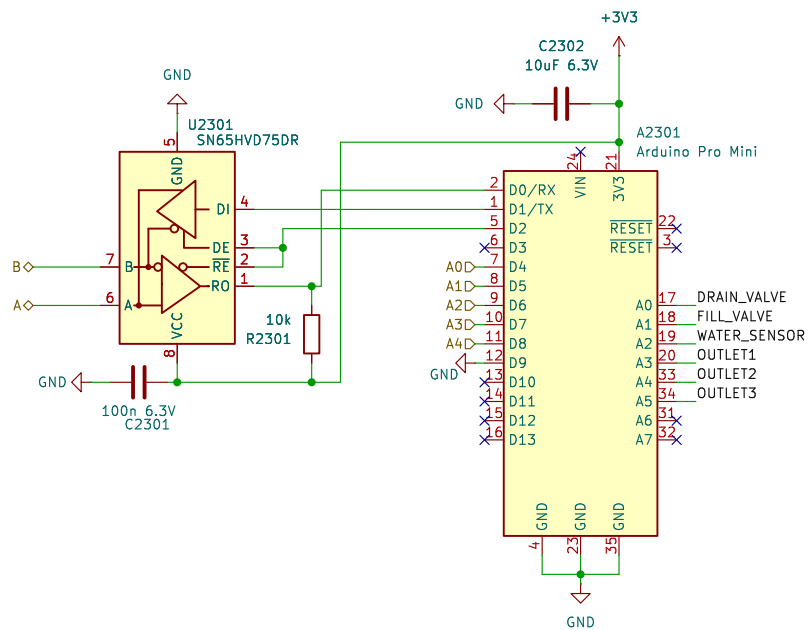 +3V3
C2302
10uF 6.3V
GND
GND
U2301
SN65HVD75DR
A2301
Arduino Pro Mini
5
GND
24
21
VIN
3V3
DI 4
DE 3
RE 2
RO 1
7 B
6 A
B
A
VCC
8
10k
R2301
GND
100n 6.3V
C2301
2 D0/RX
1 D1/TX
5 D2
6 D3
A0 7 D4
A1 8 D5
A2 9 D6
A3 10 D7
A4 11 D8
GND 12 D9
13 D10
14 D11
15 D12
16 D13
RESET 22
RESET 3
A0 17 DRAIN_VALVE
A1 18 FILL_VALVE
A2 19 WATER_SENSOR
A3 20 OUTLET1
A4 33 OUTLET2
A5 34 OUTLET3
A6 31
A7 32
GND GND GND
4 23 35
GND